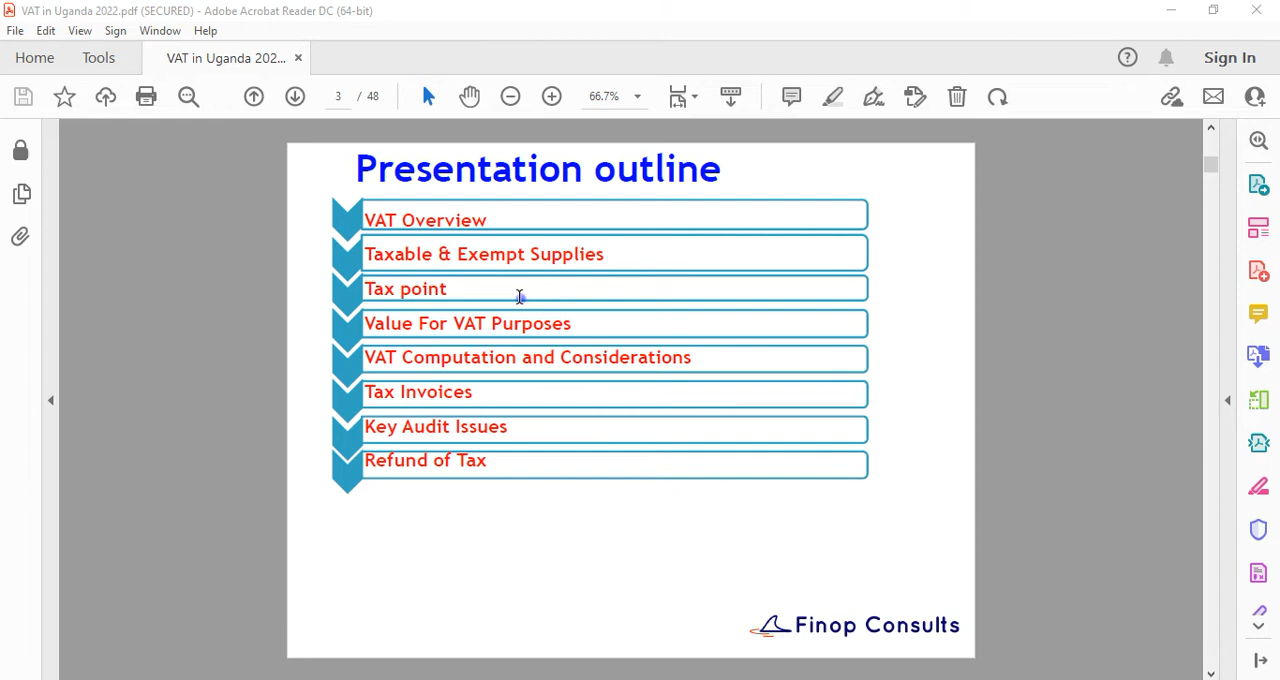 VAT in Uganda 2022.pdf (SECURED) - Adobe Acrobat Reader DC (64-bit)
File Edit View Sign Window Help
Home Tools VAT in Uganda 202... × Sign In
3 / 48 66.7%
Presentation outline
VAT Overview
Taxable & Exempt Supplies
Tax point
Value For VAT Purposes
VAT Computation and Considerations
Tax Invoices
Key Audit Issues
Refund of Tax
Finop Consults